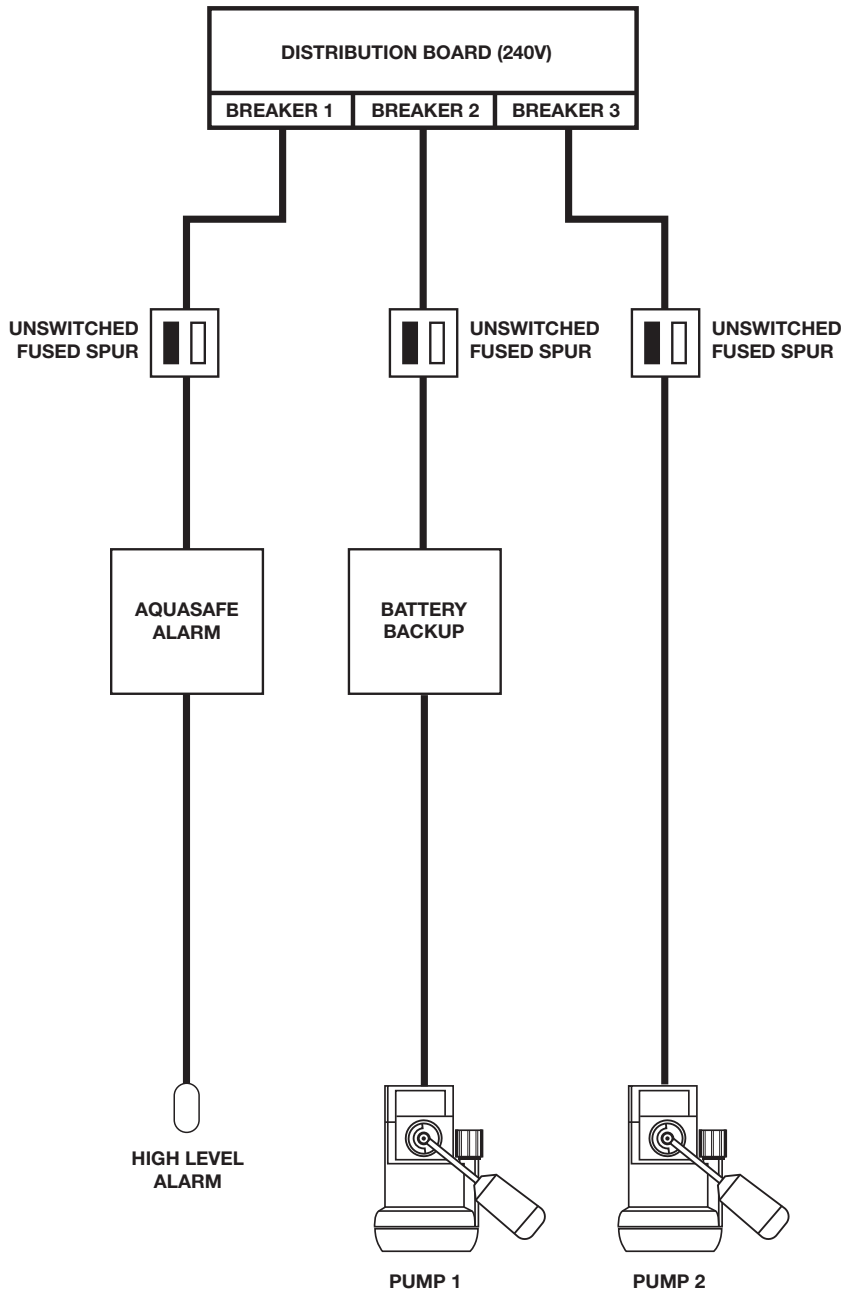 DISTRIBUTION BOARD (240V)
BREAKER 1
BREAKER 2
BREAKER 3
UNSWITCHED
FUSED SPUR
UNSWITCHED
FUSED SPUR
UNSWITCHED
FUSED SPUR
AQUASAFE
ALARM
BATTERY
BACKUP
HIGH LEVEL
ALARM
PUMP 1
PUMP 2